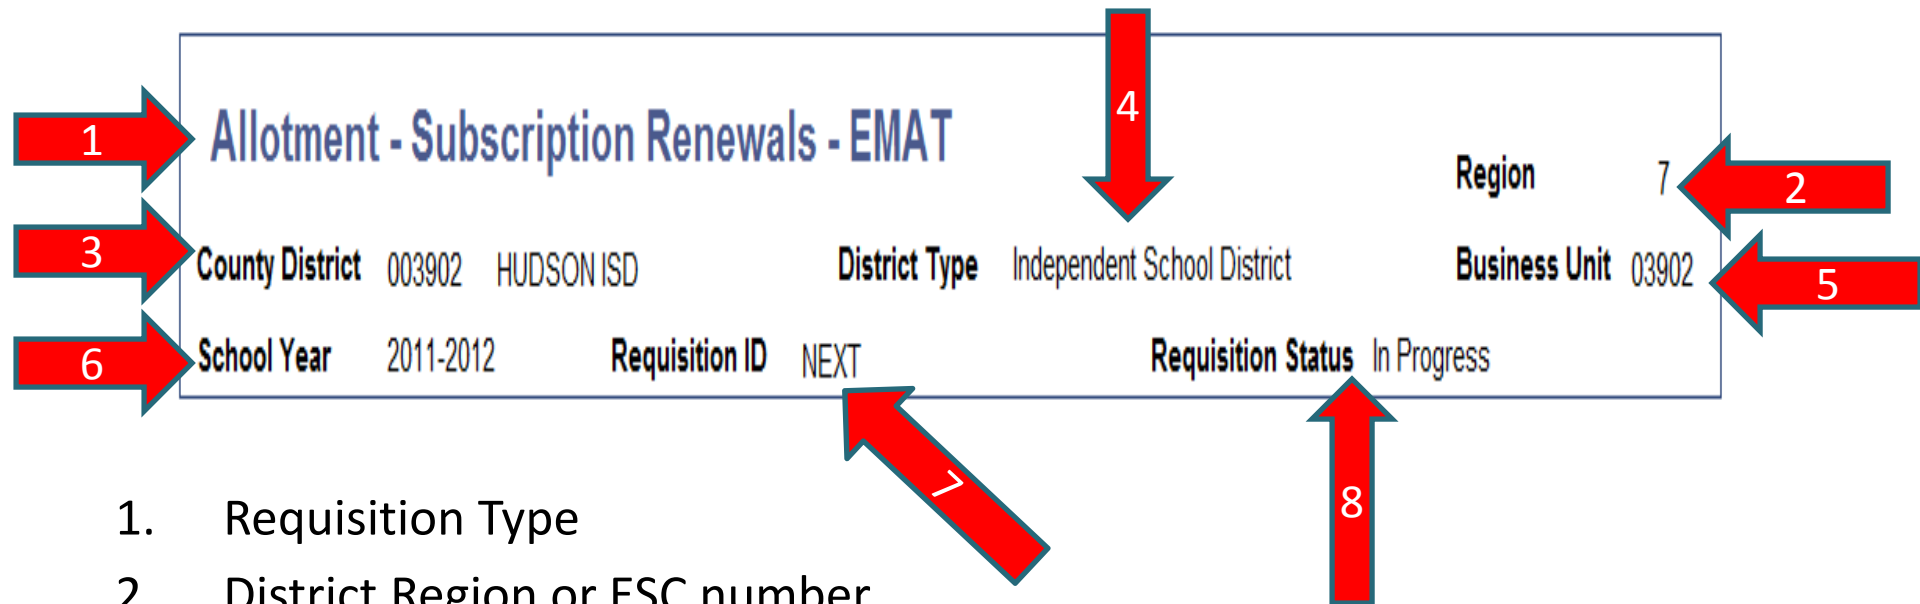 4
1 Allotment - Subscription Renewals - EMAT
Region 7 2
3 County District 003902 HUDSON ISD District Type Independent School District Business Unit 03902 5
6 School Year 2011-2012 Requisition ID NEXT Requisition Status In Progress
7 8
1. Requisition Type
2 District Region or ESC number